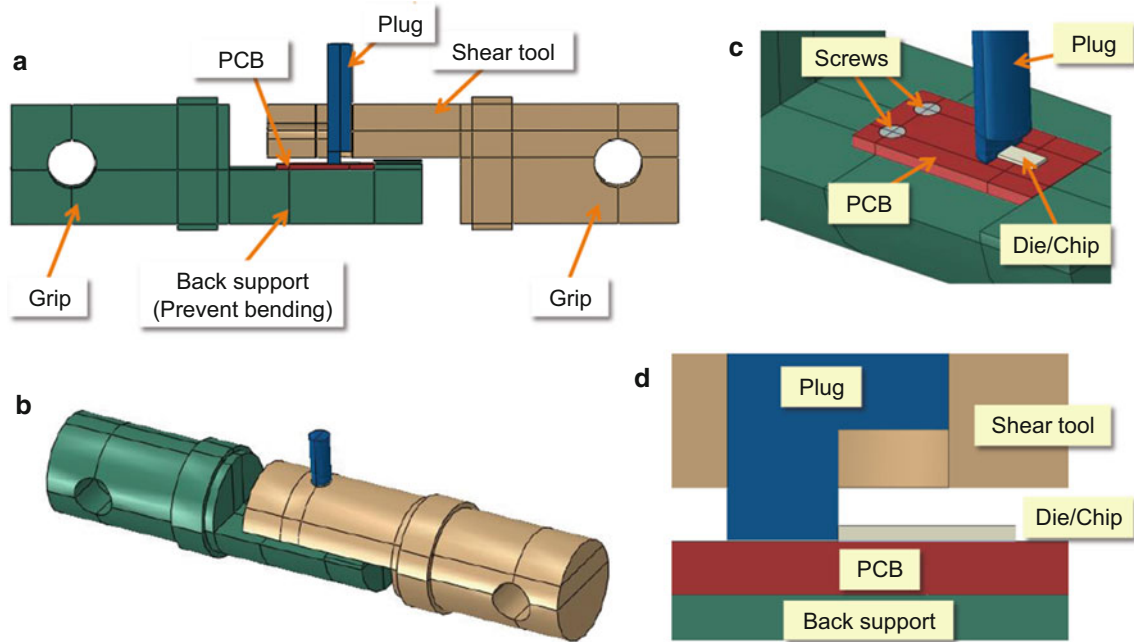 a
Plug
PCB
Shear tool
Grip
Back support
(Prevent bending)
Grip
b
c
Plug
Screws
PCB
Die/Chip
d
Plug
Shear tool
Die/Chip
PCB
Back support